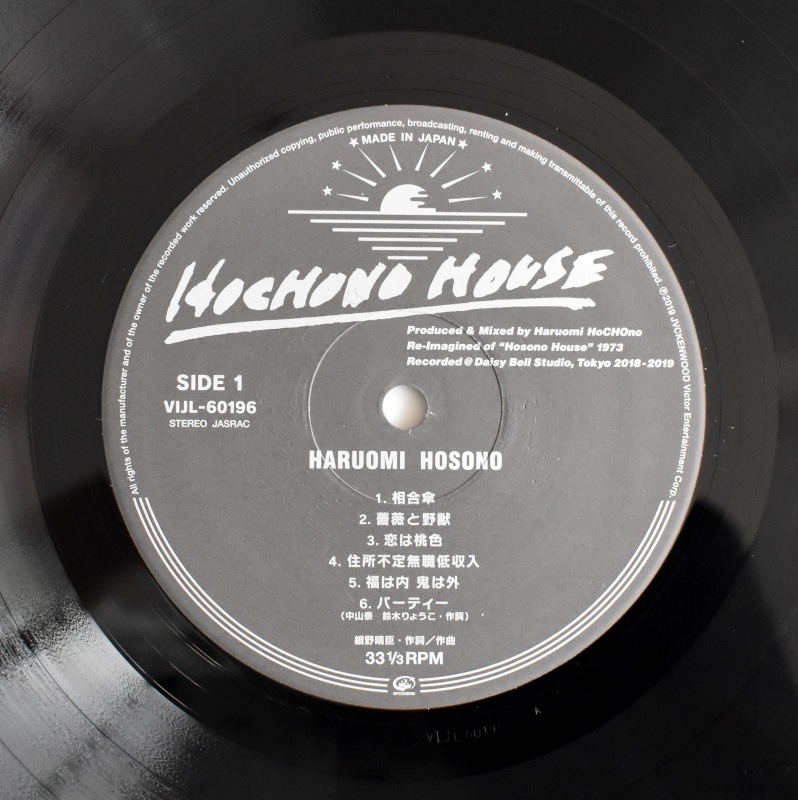 All rights of the manufacturer and of the owner of the recorded work reserved. Unauthorized copying, public performance, broadcasting, renting and making transmittable of this record prohibited. ℗2019 JVCKENWOOD Victor Entertainment Corp.
★MADE IN JAPAN★
HOCHONO HOUSE
Produced & Mixed by Haruomi HoCHOno
Re-Imagined of "Hosono House" 1973
Recorded @ Daisy Bell Studio, Tokyo 2018-2019
SIDE 1
VIJL-60196
STEREO JASRAC
HARUOMI HOSONO
1. 相合傘
2. 薔薇と野獣
3. 恋は桃色
4. 住所不定無職低収入
5. 福は内 鬼は外
6. パーティー
(中山泰 鈴木りょうこ・作詞)
細野晴臣・作詞/作曲
33 1/3 RPM
SPEEDSTAR
A